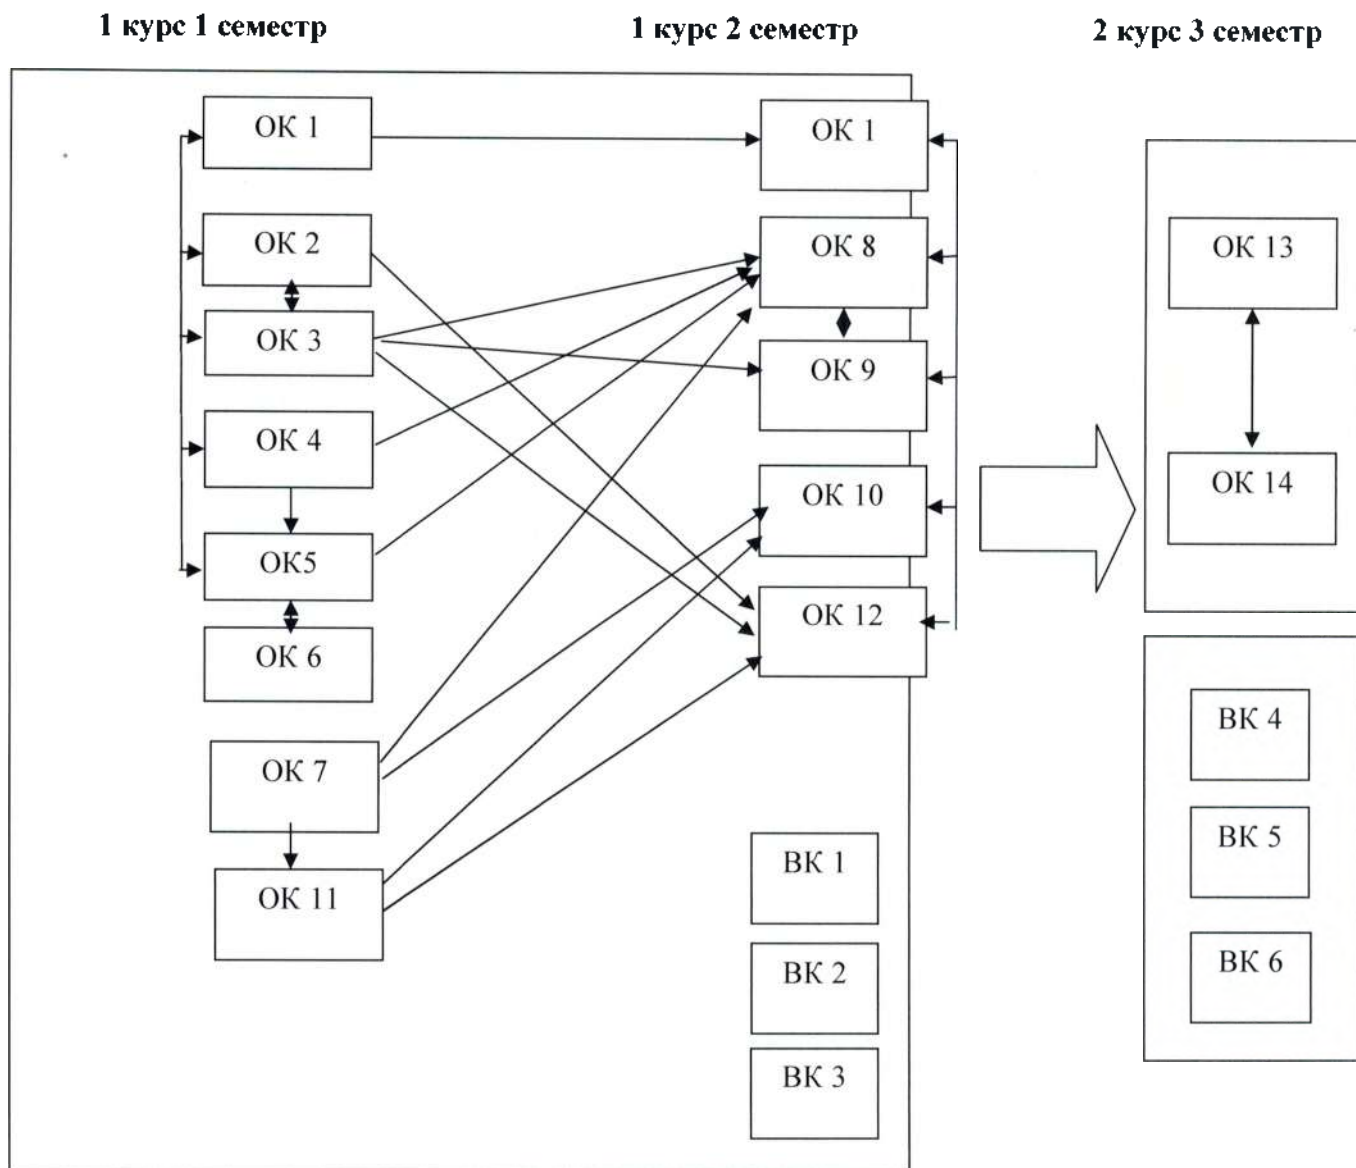 1 курс 1 семестр
1 курс 2 семестр
2 курс 3 семестр
ОК 1
ОК 2
ОК 3
ОК 4
ОК5
ОК 6
ОК 7
ОК 11
ОК 1
ОК 8
ОК 9
ОК 10
ОК 12
ВК 1
ВК 2
ВК 3
ОК 13
ОК 14
ВК 4
ВК 5
ВК 6